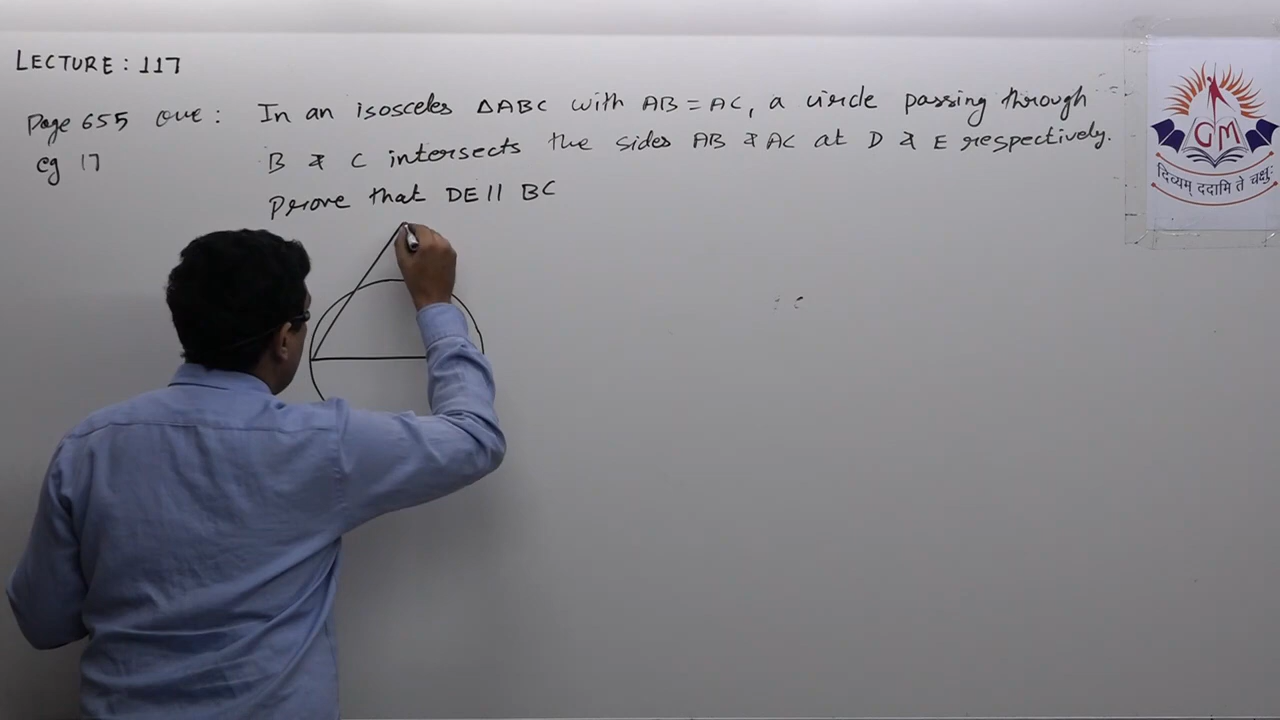 LECTURE : 117
Page 655 Que : In an isosceles ΔABC with AB = AC, a circle passing through
eg 17 B & C intersects the sides AB & AC at D & E respectively.
Prove that DE || BC
GM
दिव्यम् ददामि ते चक्षुः